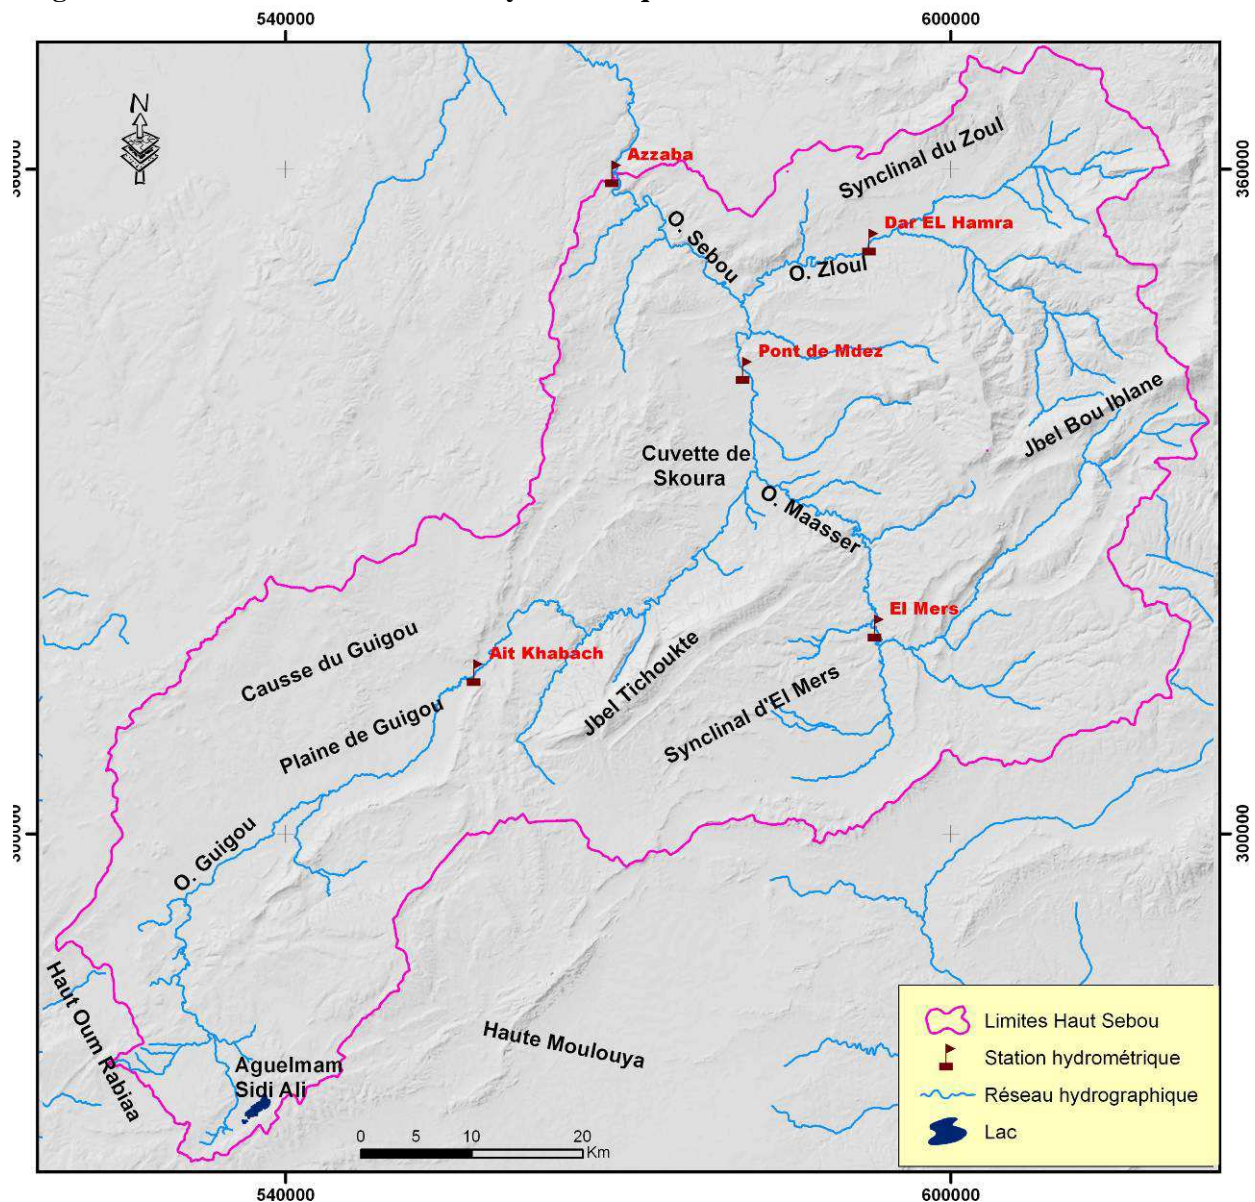 540000
600000
N
360000
360000
Azzaba
Synclinal du Zoul
O. Sebou
Dar EL Hamra
O. Zloul
Pont de Mdez
Jbel Bou Iblane
Cuvette de
Skoura
O. Maasser
El Mers
Causse du Guigou
Ait Khabach
Jbel Tichoukte
Plaine de Guigou
Synclinal d'El Mers
300000
300000
O. Guigou
Haut Oum Rabiaa
Haute Moulouya
Aguelmam
Sidi Ali
Limites Haut Sebou
Station hydrométrique
Réseau hydrographique
Lac
0 5 10 20
Km
540000
600000